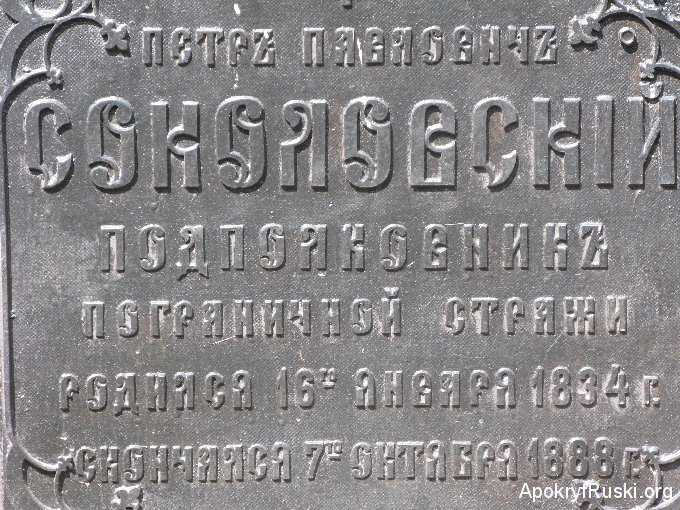 ПЕТРЪ ПАВЛОВИЧЪ
СОКОЛОВСКІЙ
ПОДПОЛКОВНИКЪ
ПОГРАНИЧНОЙ СТРАЖИ
РОДИЛСЯ 16го ЯНВАРЯ 1834 г.
СКОНЧАЛСЯ 7го ОКТЯБРЯ 1888 г.
ApokryfRuski.org